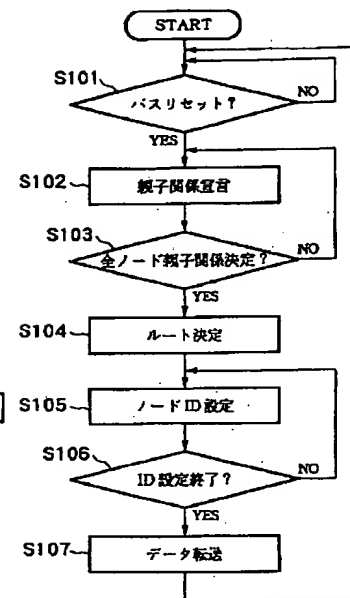 START
S101
バスリセット?
NO
YES
S102
親子関係宣言
S103
全ノード親子関係決定?
NO
YES
S104
ルート決定
S105
ノードID設定
S106
ID設定終了?
NO
YES
S107
データ転送